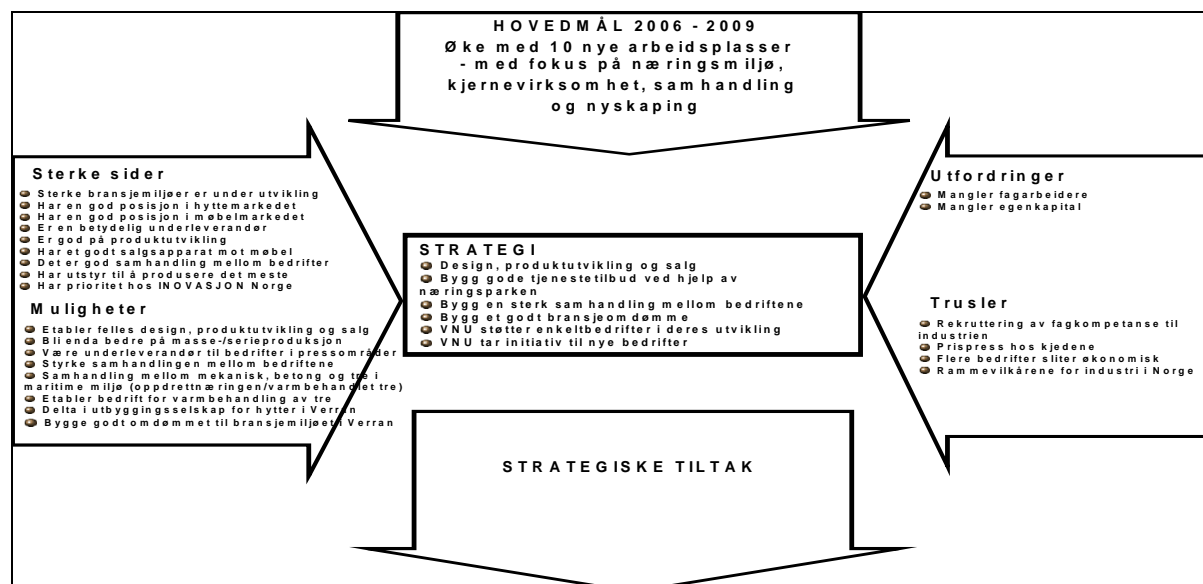 HOVEDMÅL 2006 - 2009
Øke med 10 nye arbeidsplasser
- med fokus på næringsmiljø,
kjernevirksomhet, samhandling
og nyskaping
Sterke sider
Sterke bransjemiljøer er under utvikling
Har en god posisjon i hyttemarkedet
Har en god posisjon i møbelmarkedet
Er en betydelig underleverandør
Er god på produktutvikling
Har et godt salgsapparat mot møbel
Det er god samhandling mellom bedrifter
Har utstyr til å produsere det meste
Har prioritet hos INOVASJON Norge
Muligheter
Etabler felles design, produktutvikling og salg
Bli enda bedre på masse-/serieproduksjon
Være underleverandør til bedrifter i pressområder
Styrke samhandlingen mellom bedriftene
Samhandling mellom mekanisk, betong og tre i
maritime miljø (oppdrettnæringen/varmbehandlet tre)
Etabler bedrift for varmbehandling av tre
Delta i utbyggingsselskap for hytter i Verran
Bygge godt omdømmet til bransjemiljøet i Verran
STRATEGI
Design, produktutvikling og salg
Bygg gode tjenestetilbud ved hjelp av
næringsparken
Bygg en sterk samhandling mellom bedriftene
Bygg et godt bransjeomdømme
VNU støtter enkeltbedrifter i deres utvikling
VNU tar initiativ til nye bedrifter
Utfordringer
Mangler fagarbeidere
Mangler egenkapital
Trusler
Rekruttering av fagkompetanse til
industrien
Prispress hos kjedene
Flere bedrifter sliter økonomisk
Rammevilkårene for industri i Norge
STRATEGISKE TILTAK